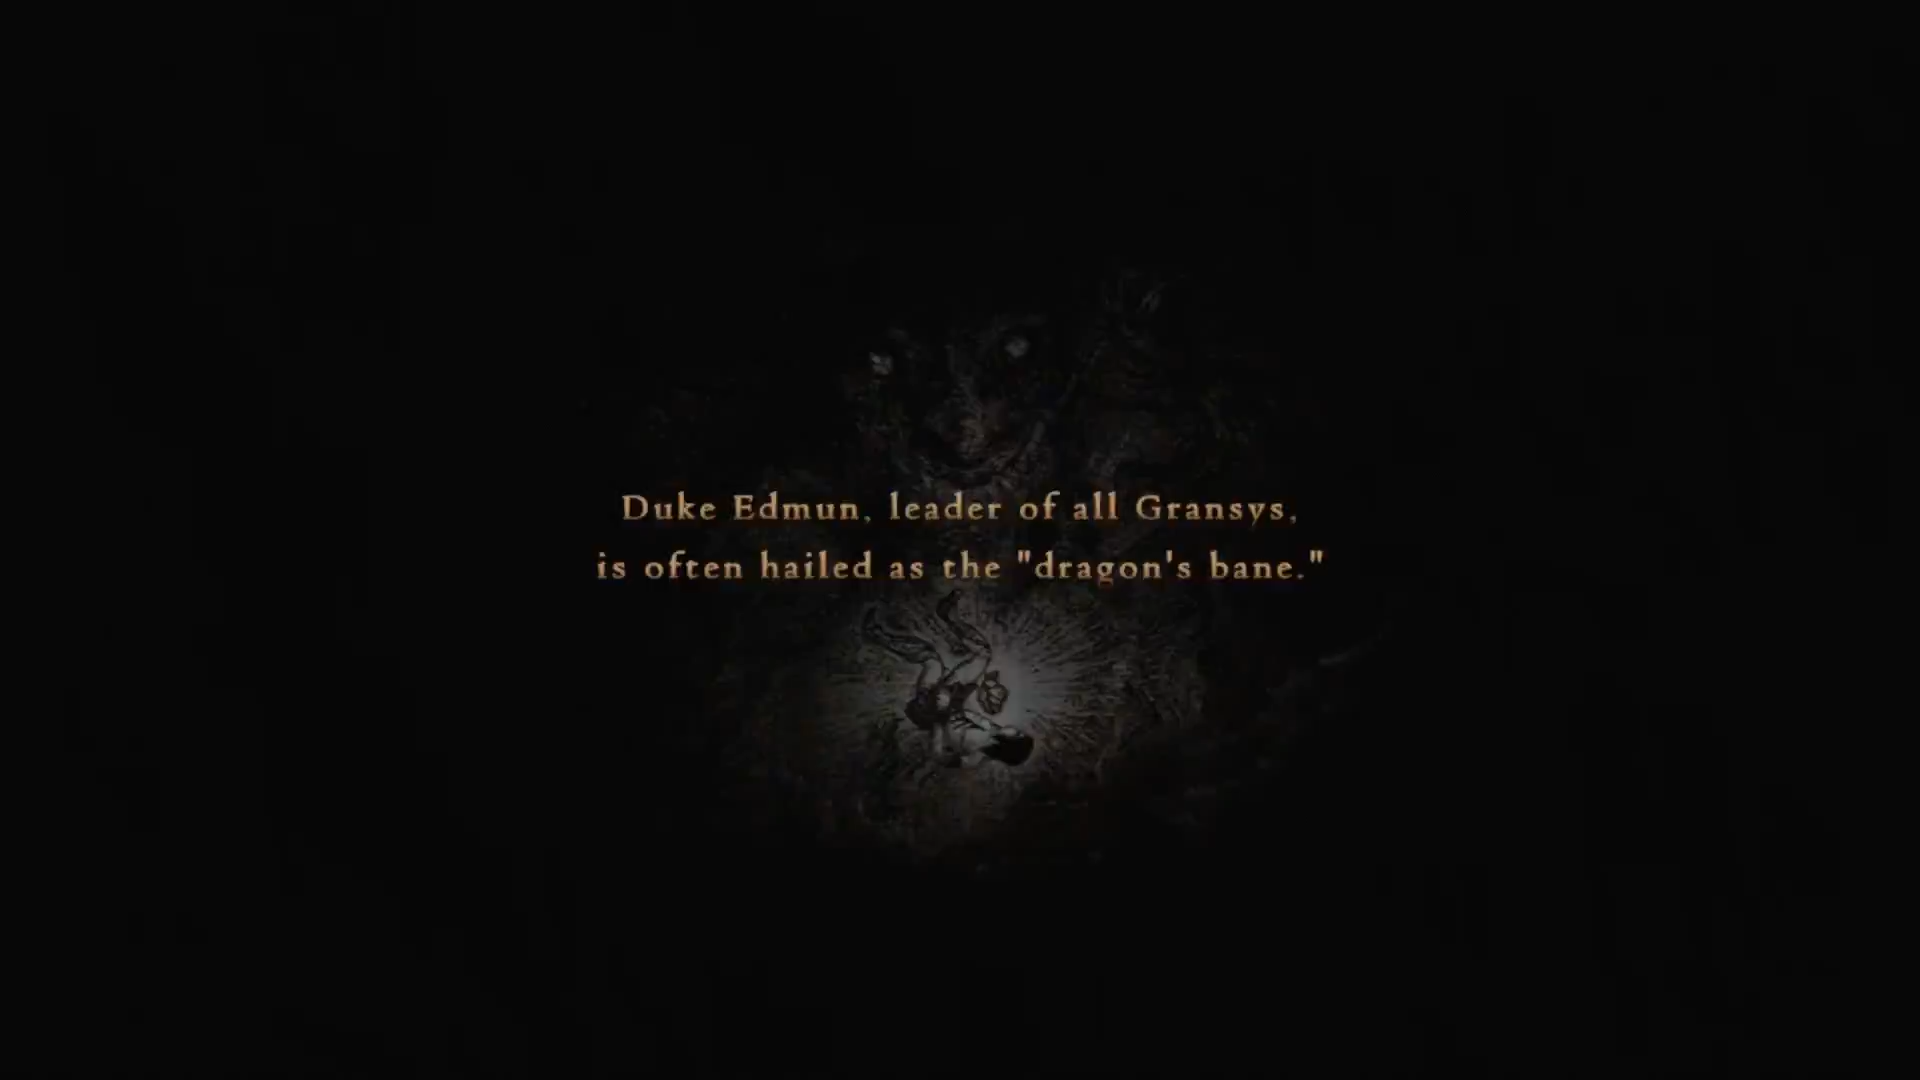 Duke Edmun, leader of all Gransys,
is often hailed as the "dragon's bane."